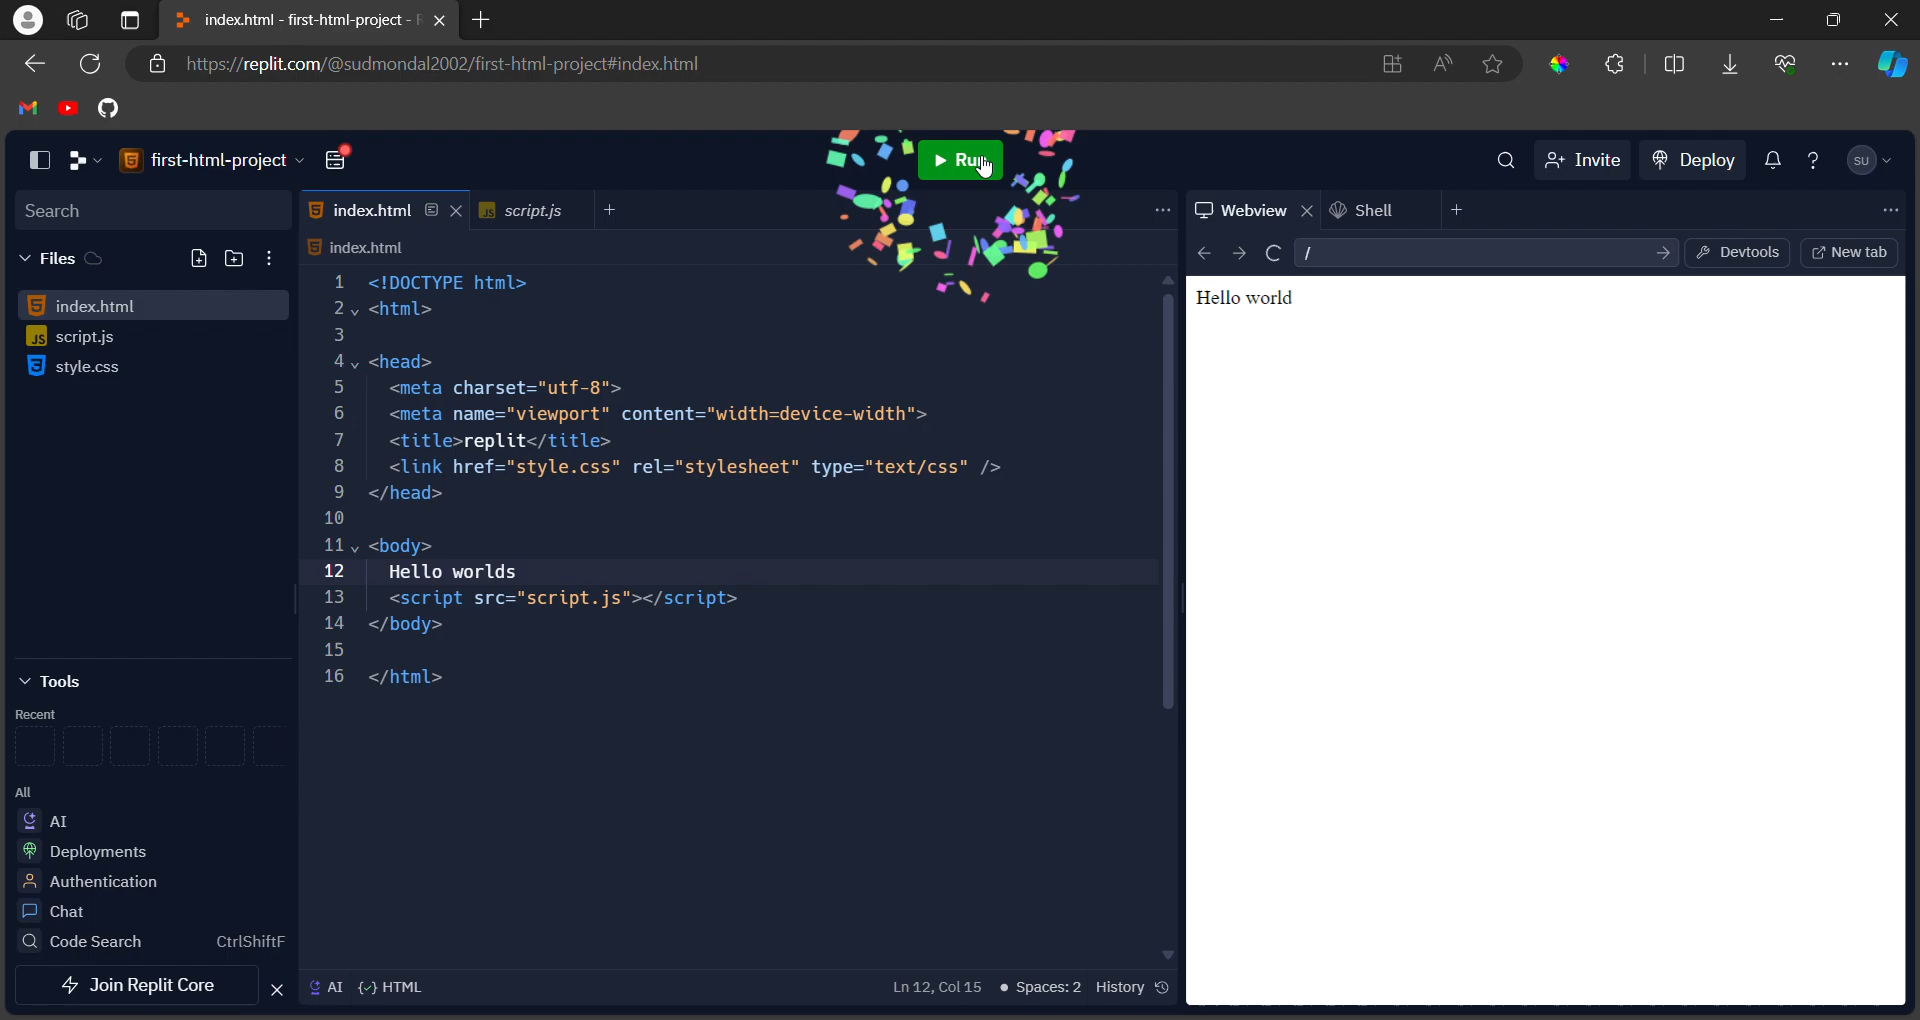 index.html - first-html-project -
https://replit.com/@sudmondal2002/first-html-project#index.html
first-html-project
Run
Invite
Deploy
SU
Search
index.html
script.js
Webview
Shell
Files
index.html
/
Devtools
New tab
index.html
script.js
style.css
1 <!DOCTYPE html>
2 <html>
3
4 <head>
5 <meta charset="utf-8">
6 <meta name="viewport" content="width=device-width">
7 <title>replit</title>
8 <link href="style.css" rel="stylesheet" type="text/css" />
9 </head>
10
11 <body>
12 Hello worlds
13 <script src="script.js"></script>
14 </body>
15
16 </html>
Hello world
Tools
Recent
All
AI
Deployments
Authentication
Chat
Code Search CtrlShiftF
Join Replit Core
AI {✓} HTML
Ln 12, Col 15 • Spaces: 2 History